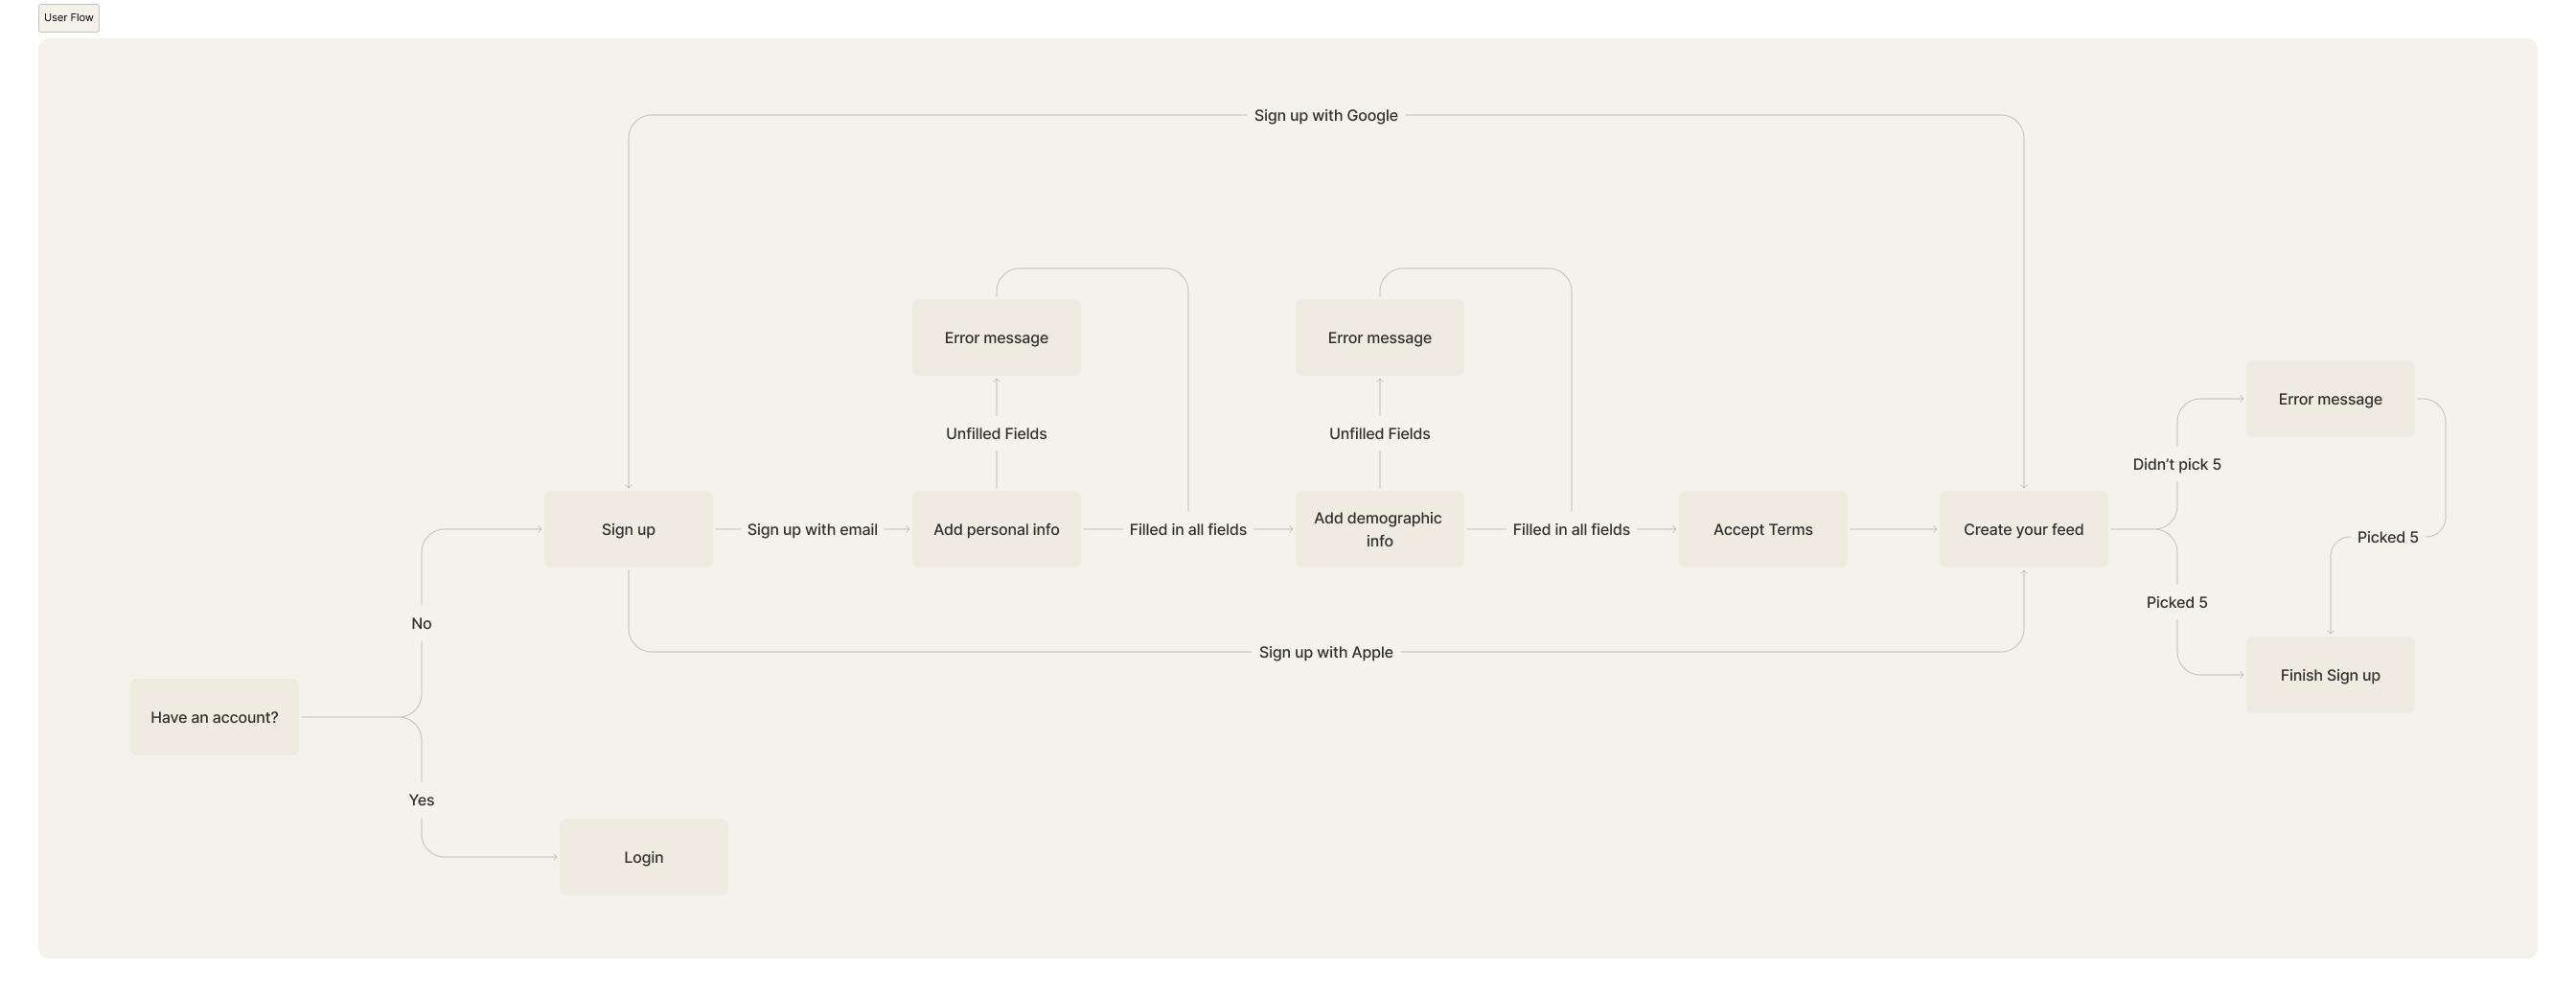 User Flow
Sign up with Google
Error message
Error message
Error message
Unfilled Fields
Unfilled Fields
Didn’t pick 5
Sign up
Sign up with email
Add personal info
Filled in all fields
Add demographic
info
Filled in all fields
Accept Terms
Create your feed
Picked 5
Picked 5
No
Sign up with Apple
Finish Sign up
Have an account?
Yes
Login